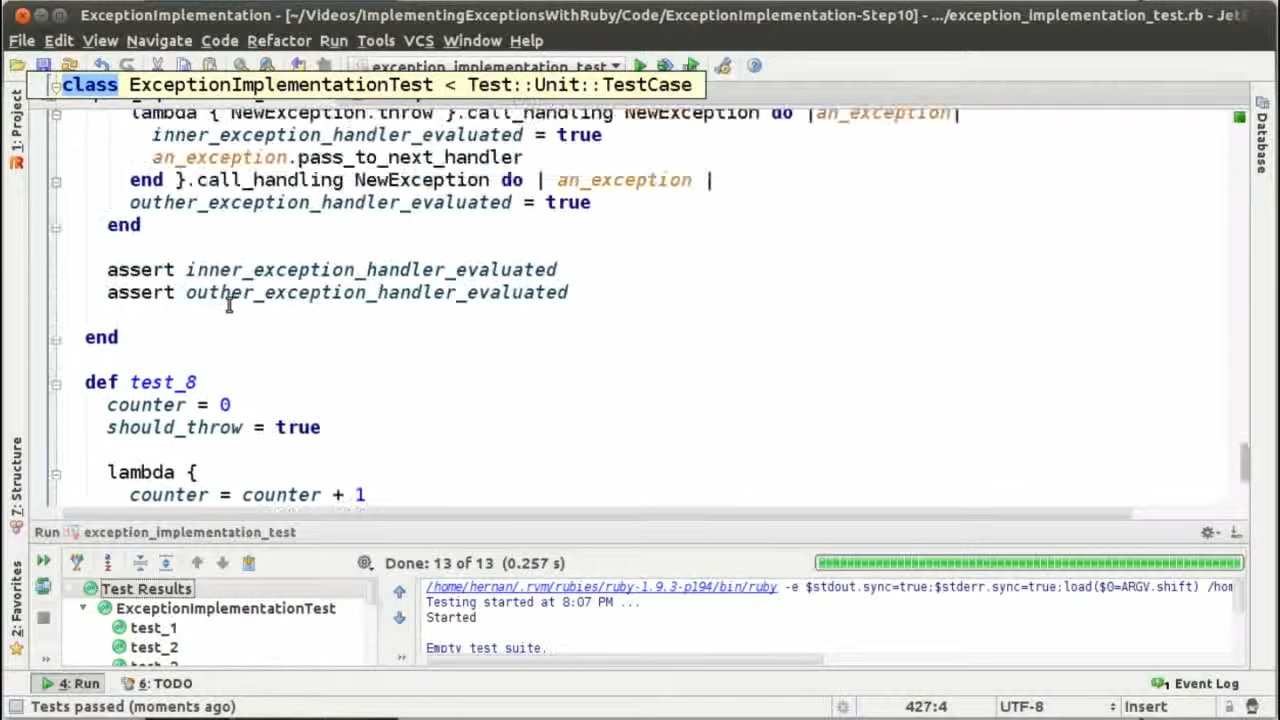 ExceptionImplementation - [~/Videos/ImplementingExceptionsWithRuby/Code/ExceptionImplementation-Step10] - .../exception_implementation_test.rb - Jet
File Edit View Navigate Code Refactor Run Tools VCS Window Help
exception_implementation_test
class ExceptionImplementationTest < Test::Unit::TestCase
1: Project
Database
lambda { NewException.throw }.call_handling NewException do |an_exception|
inner_exception_handler_evaluated = true
an_exception.pass_to_next_handler
end }.call_handling NewException do | an_exception |
outher_exception_handler_evaluated = true
end
assert inner_exception_handler_evaluated
assert outher_exception_handler_evaluated
end
def test_8
counter = 0
should_throw = true
lambda {
counter = counter + 1
7: Structure
2: Favorites
Run exception_implementation_test
Done: 13 of 13 (0.257 s)
Test Results
ExceptionImplementationTest
test_1
test_2
/home/hernan/.rvm/rubies/ruby-1.9.3-p194/bin/ruby -e $stdout.sync=true;$stderr.sync=true;load($0=ARGV.shift) /hom
Testing started at 8:07 PM ...
Started
Empty test suite.
4: Run 6: TODO Event Log
Tests passed (moments ago) 427:4 UTF-8 Insert